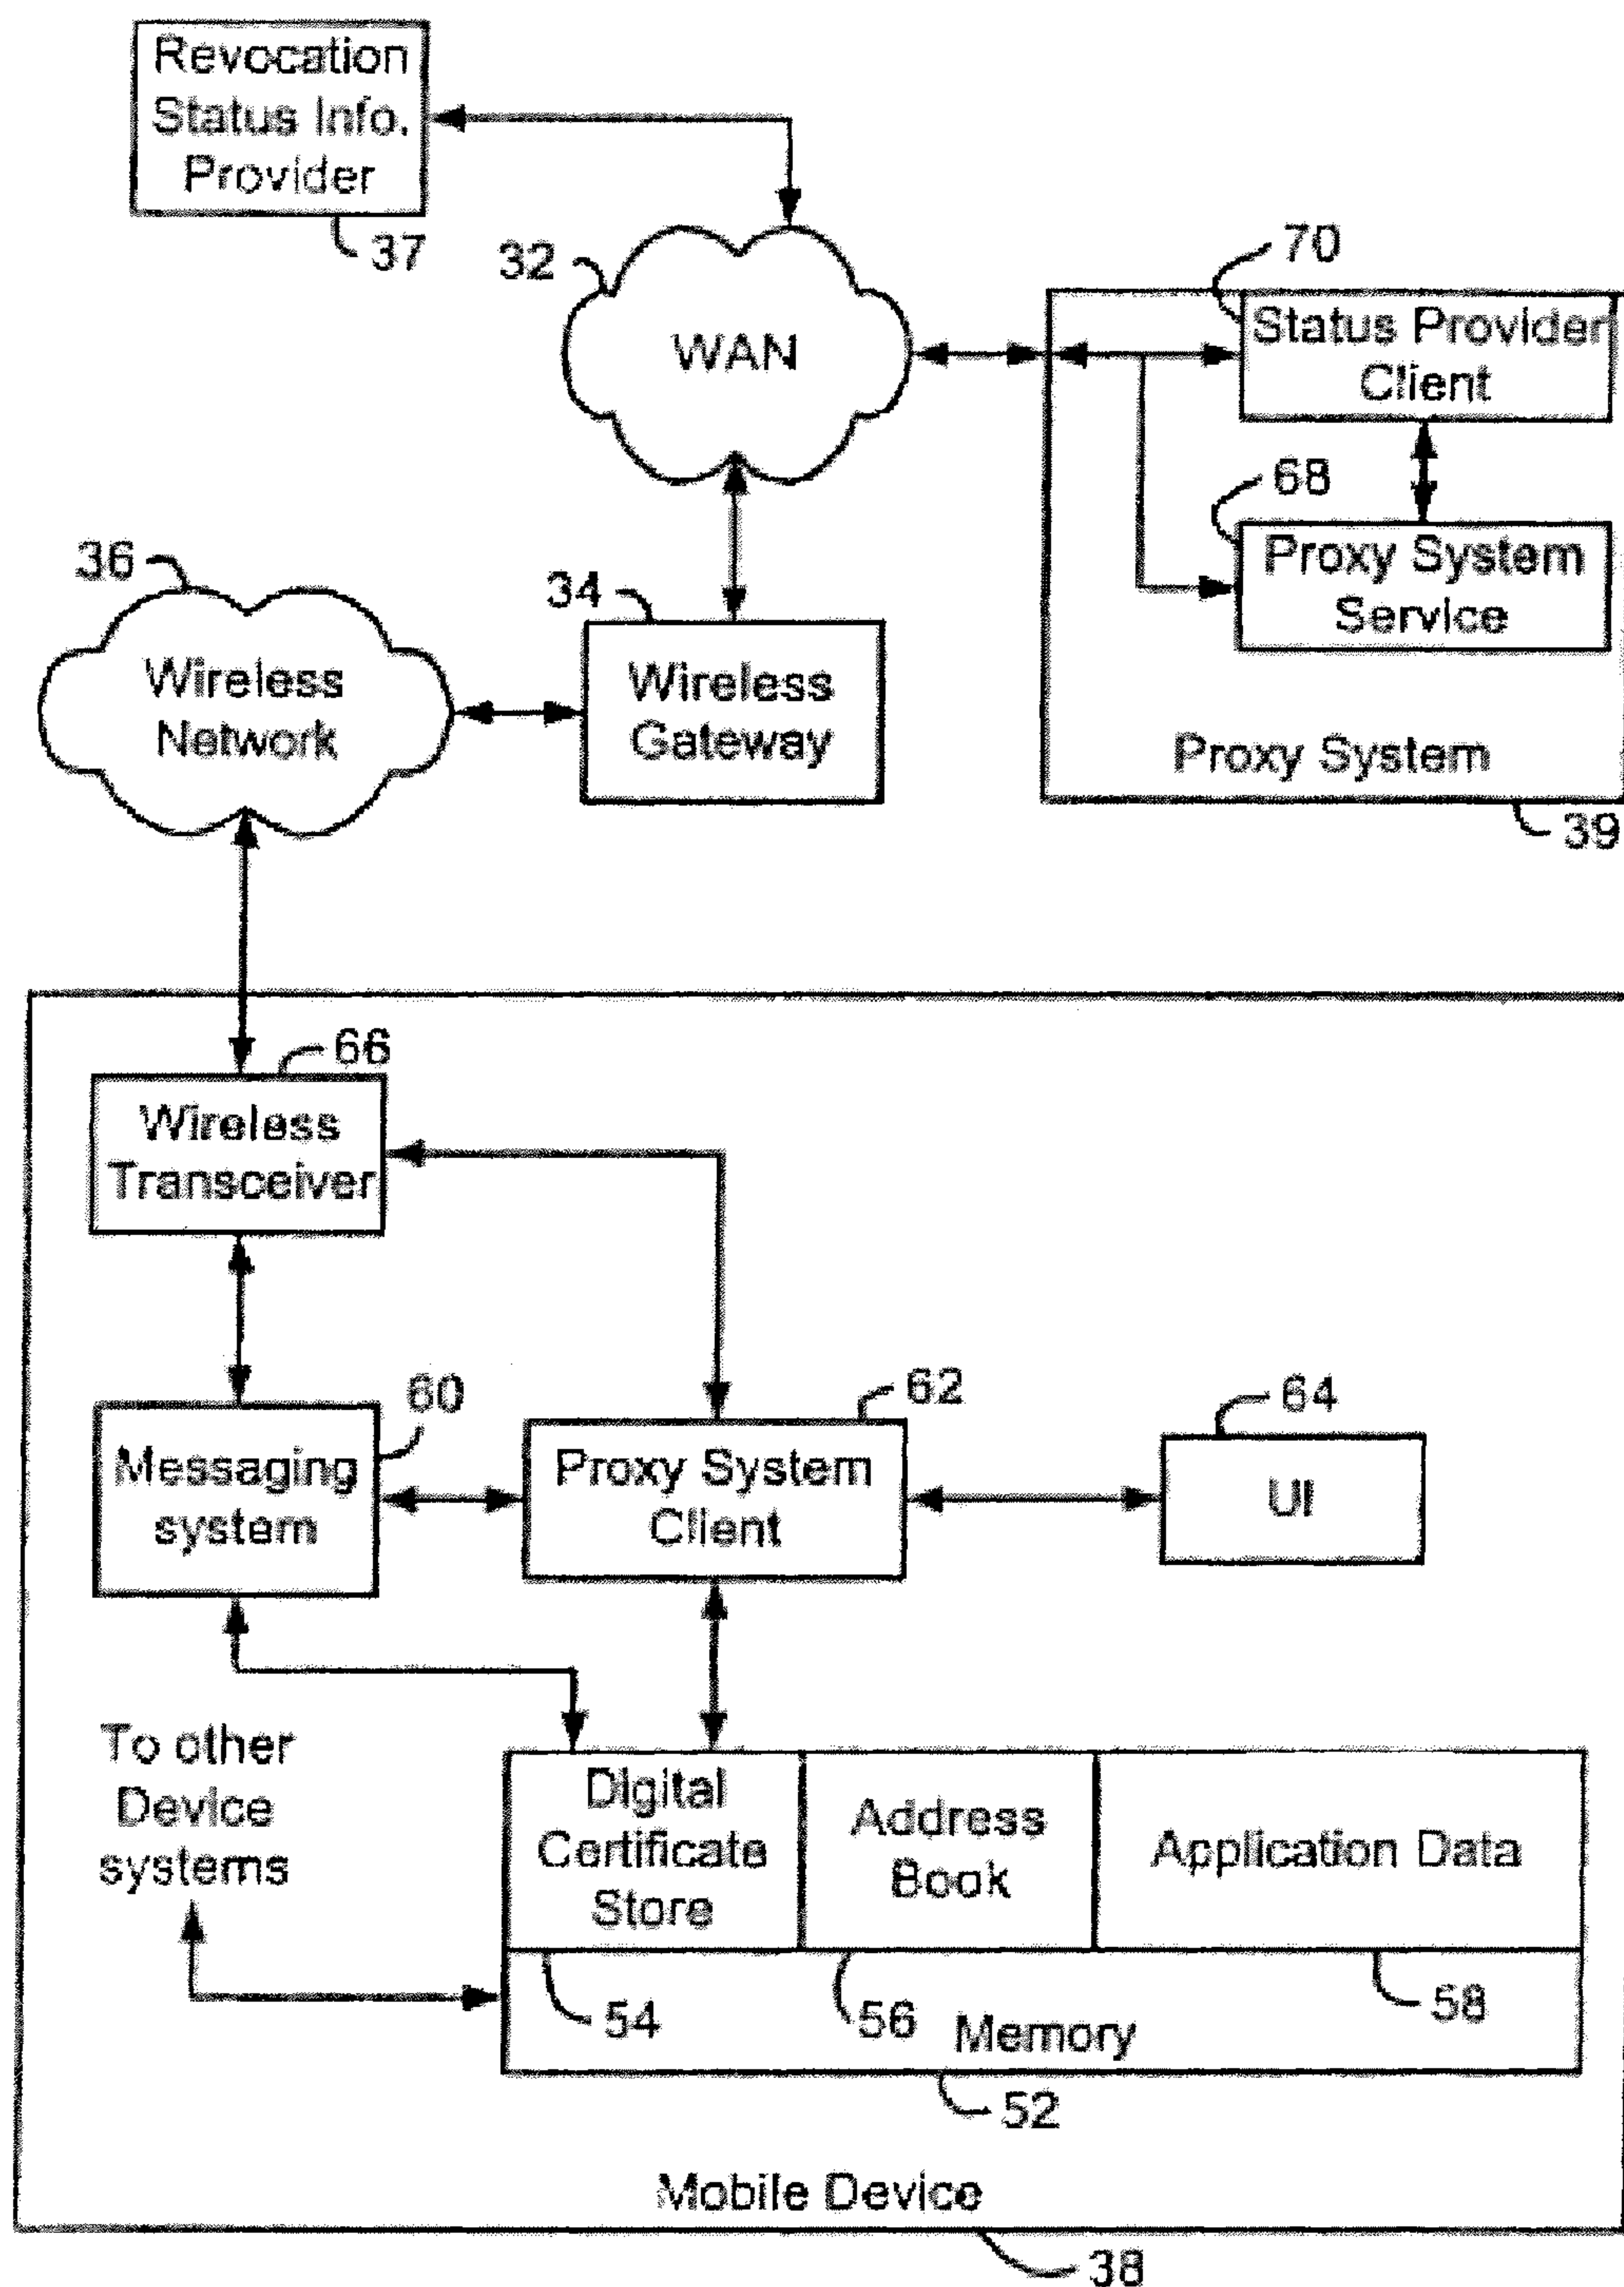 Revocation
Status Info.
Provider
37
32
WAN
70
Status Provider
Client
68
Proxy System
Service
Proxy System
39
36
Wireless
Network
34
Wireless
Gateway
66
Wireless
Transceiver
60
Messaging
system
62
Proxy System
Client
64
UI
To other
Device
systems
Digital
Certificate
Store
Address
Book
Application Data
54
56
58
Memory
52
Mobile Device
38